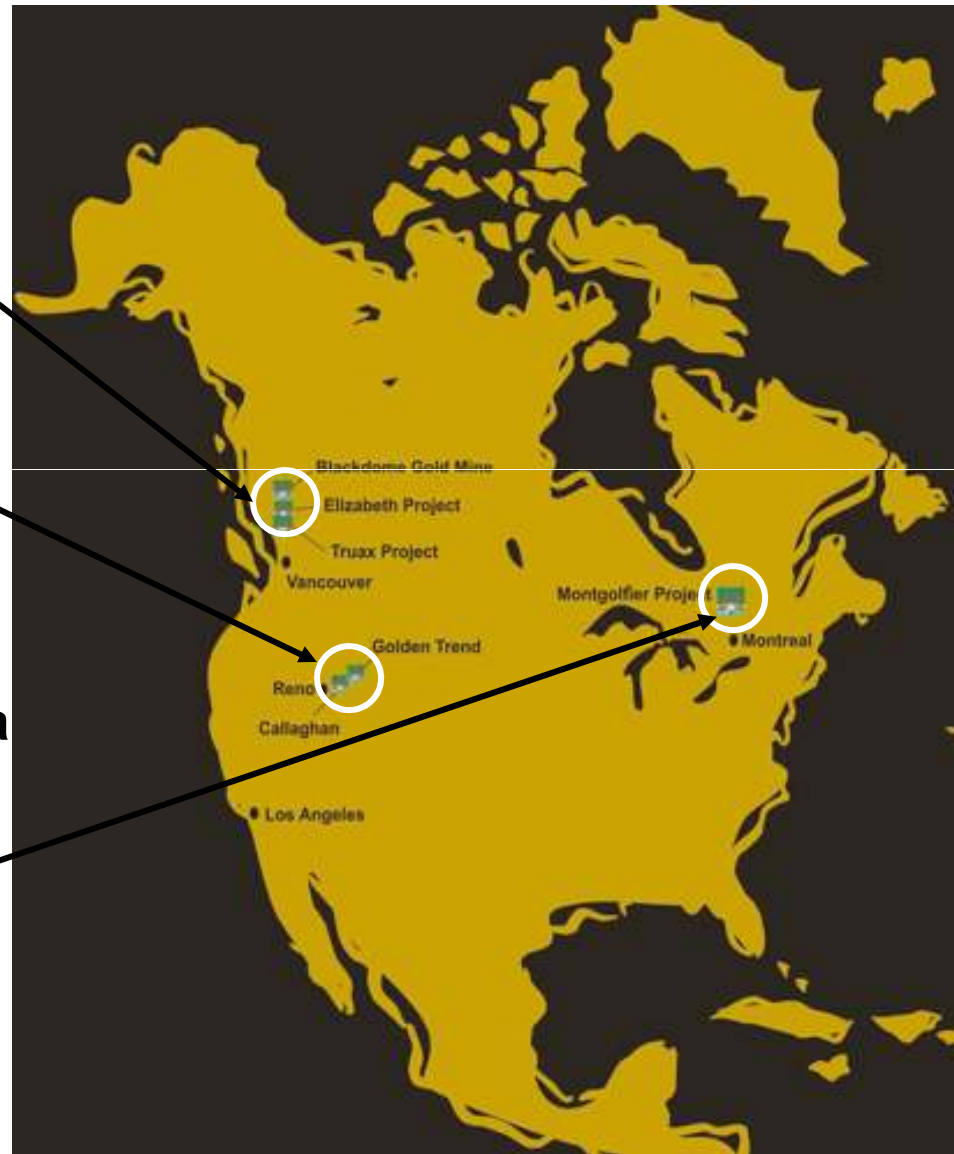 Blackdome Gold Mine
Elizabeth Project
Truax Project
Vancouver
Montgolfier Project
Montreal
Golden Trend
Reno
a
Callaghan
Los Angeles